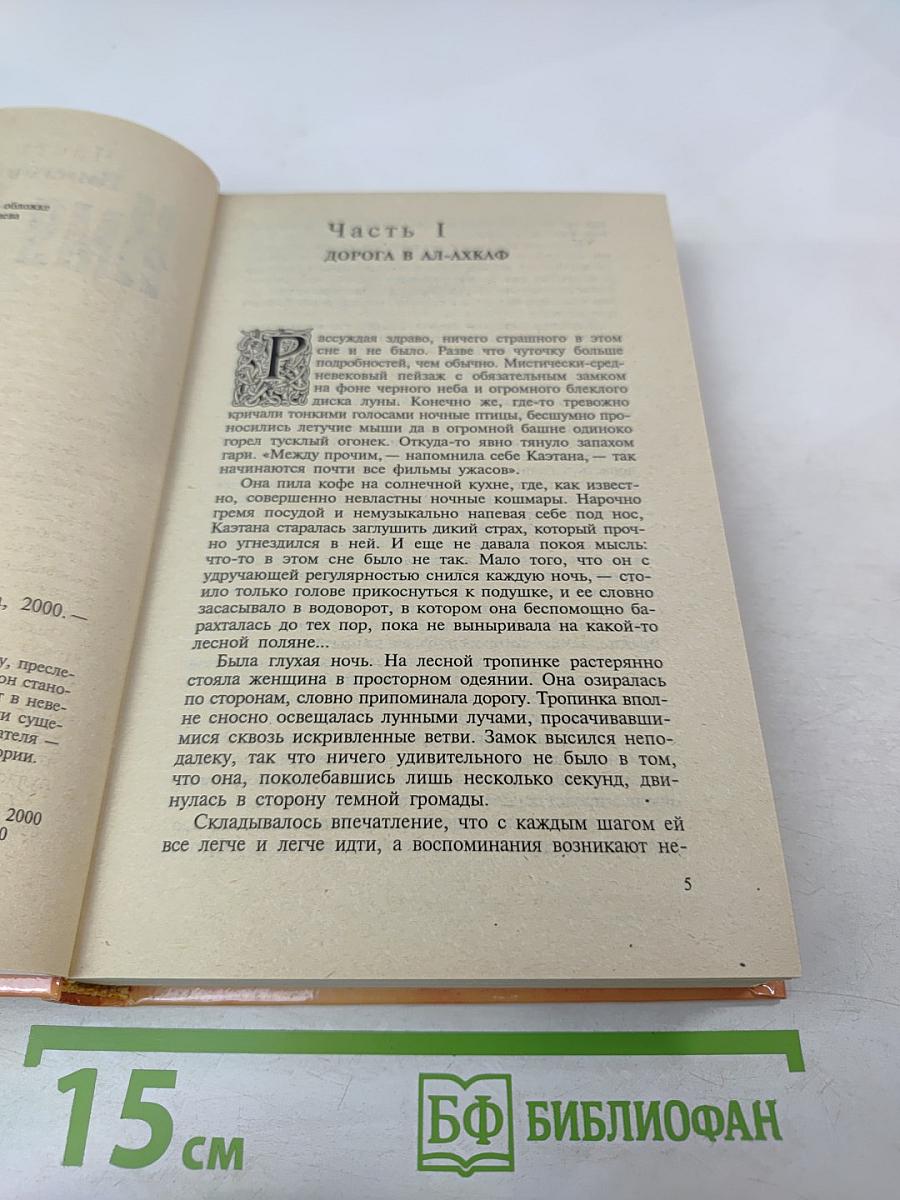 обложке
Часть I
ДОРОГА В АЛ-АХКАФ
Рассуждая здраво, ничего страшного в этом
сне и не было. Разве что чуточку больше
подробностей, чем обычно. Мистически-сред-
невековый пейзаж с обязательным замком
на фоне черного неба и огромного блеклого
диска луны. Конечно же, где-то тревожно
кричали тонкими голосами ночные птицы, бесшумно про-
носились летучие мыши да в огромной башне одиноко
горел тусклый огонек. Откуда-то явно тянуло запахом
гари. «Между прочим, — напомнила себе Каэтана, — так
начинаются почти все фильмы ужасов».
Она пила кофе на солнечной кухне, где, как извест-
но, совершенно невластны ночные кошмары. Нарочно
гремя посудой и немузыкально напевая себе под нос,
Каэтана старалась заглушить дикий страх, который проч-
но угнездился в ней. И еще не давала покоя мысль:
что-то в этом сне было не так. Мало того, что он с
удручающей регулярностью снился каждую ночь, — сто-
ило только голове прикоснуться к подушке, и ее словно
засасывало в водоворот, в котором она беспомощно ба-
рахталась до тех пор, пока не выныривала на какой-то
лесной поляне...
Была глухая ночь. На лесной тропинке растерянно
стояла женщина в просторном одеянии. Она озиралась
по сторонам, словно припоминала дорогу. Тропинка впол-
не сносно освещалась лунными лучами, просачивавши-
мися сквозь искривленные ветви. Замок высился непо-
далеку, так что ничего удивительного не было в том,
что она, поколебавшись лишь несколько секунд, дви-
нулась в сторону темной громады.
Складывалось впечатление, что с каждым шагом ей
все легче и легче идти, а воспоминания возникают не-
5
2000. —
у, пресле-
он стано-
т в неве-
и суще-
ателя —
ории.
2000
0
15 см
БФ БИБЛИОФАН